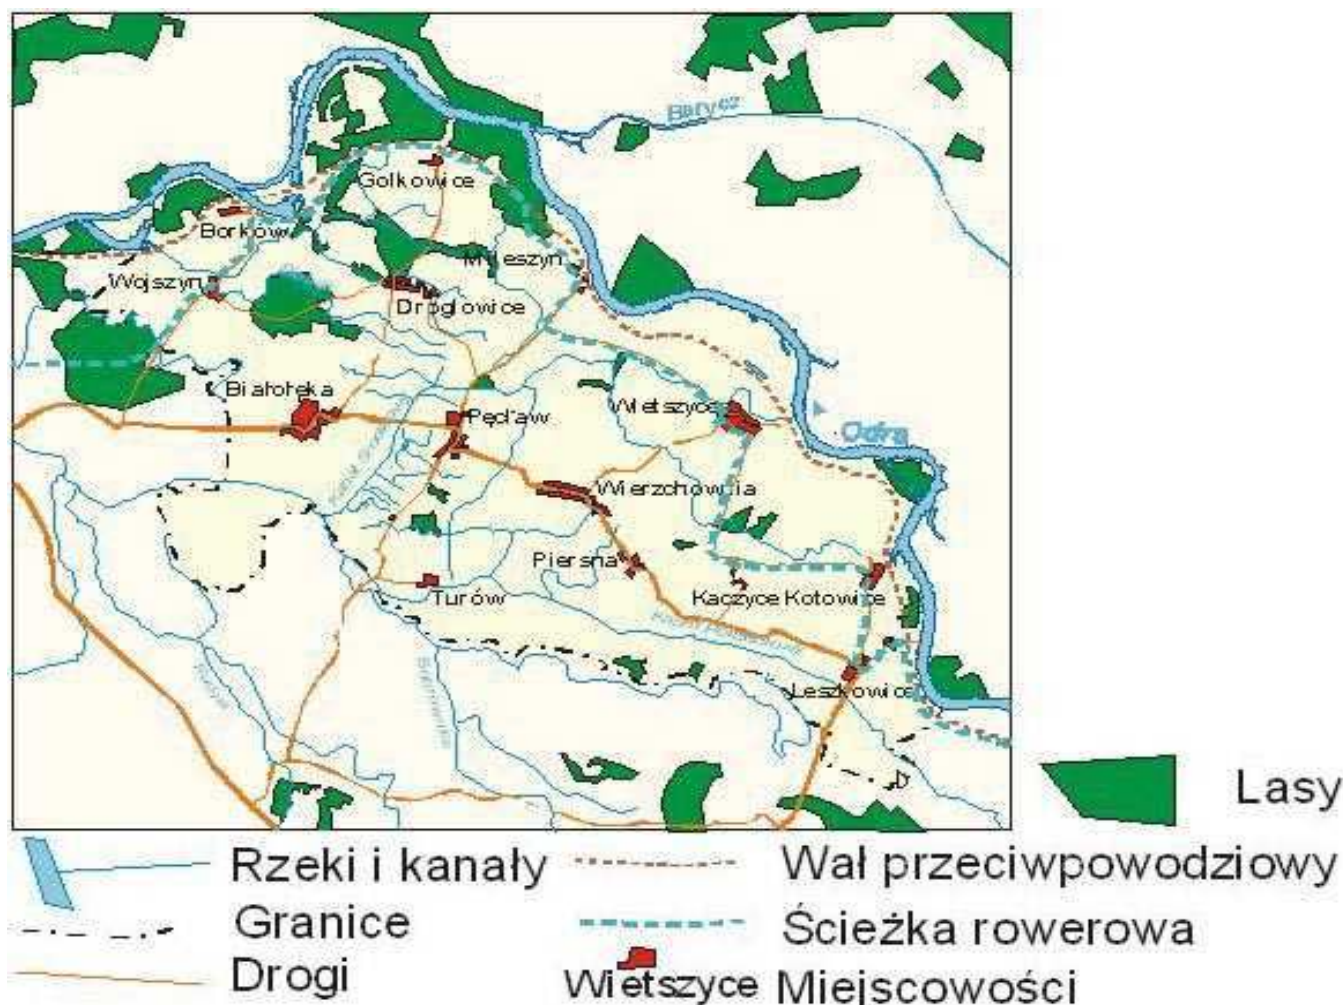 Barycz
Golkowice
Borków
Mileszyn
Wojszyn
Droglowice
Białołęka
Wietszyce
Pęcław
Odra
Wierzchownia
Piersna
Turów
Kaczyce Kotowice
Leszkowice
Lasy
Rzeki i kanały
Wał przeciwpowodziowy
Granice
Ścieżka rowerowa
Drogi
Wietszyce Miejscowości